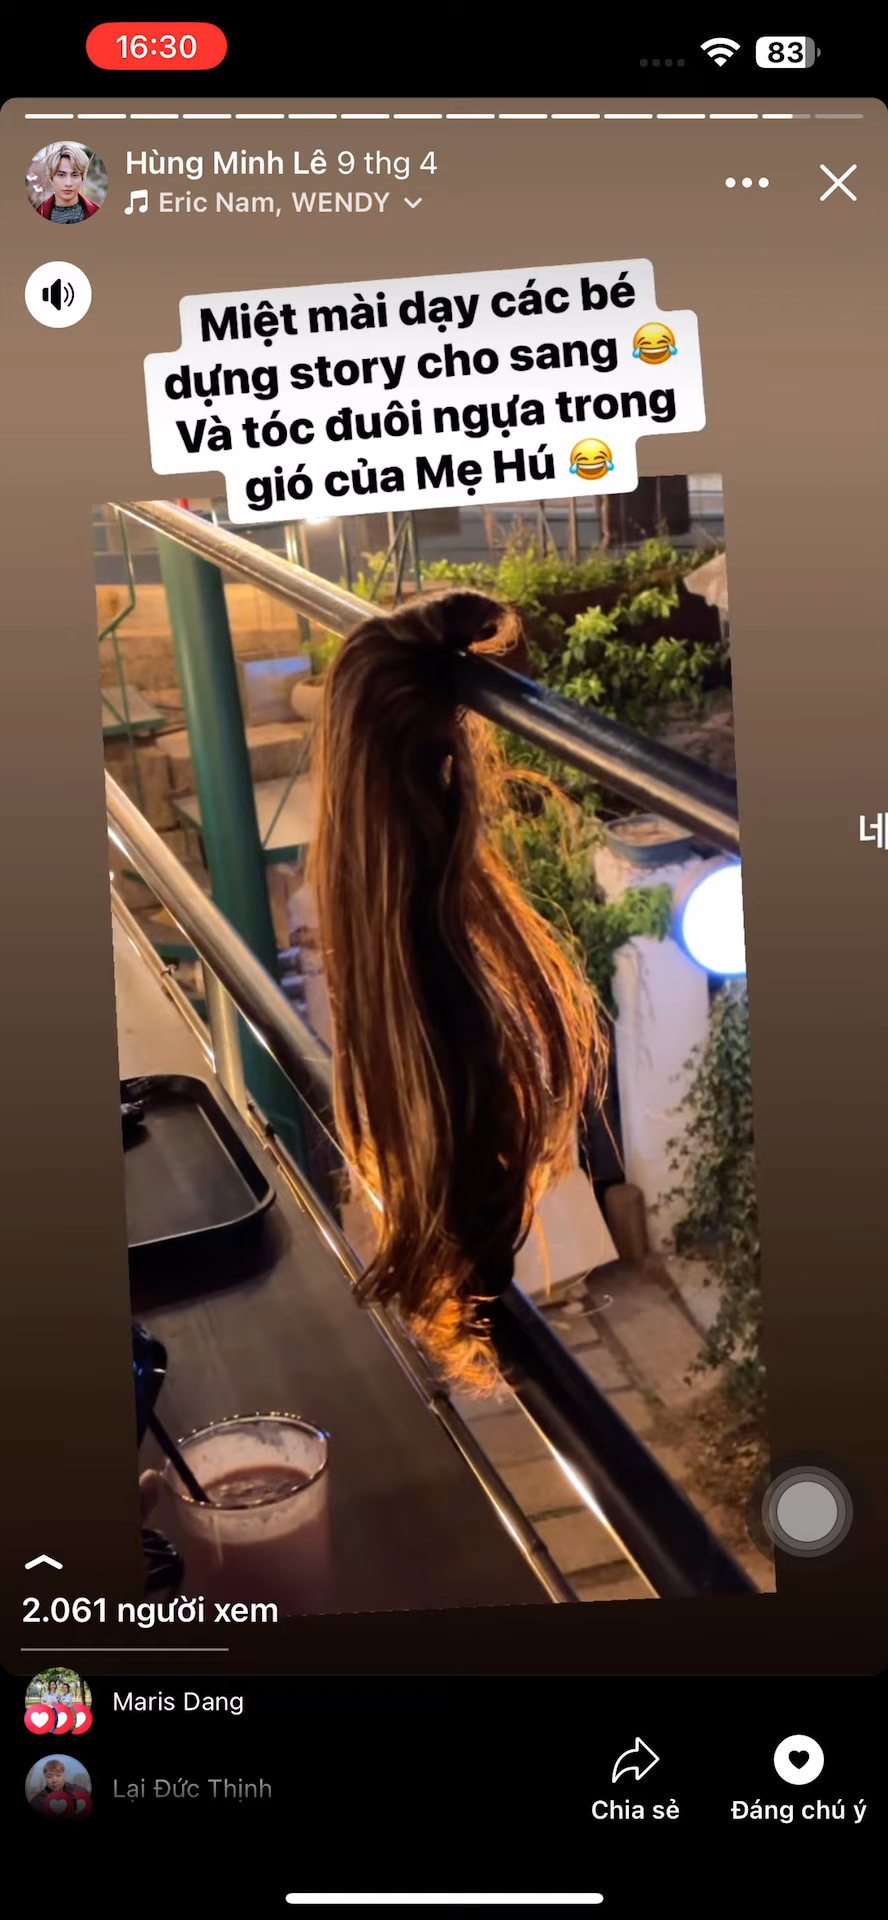 16:30
83
Hùng Minh Lê 9 thg 4
Eric Nam, WENDY
Miệt mài dạy các bé
dựng story cho sang 😂
Và tóc đuôi ngựa trong
gió của Mẹ Hú 😂
네
2.061 người xem
Maris Dang
Lại Đức Thịnh
Chia sẻ
Đáng chú ý